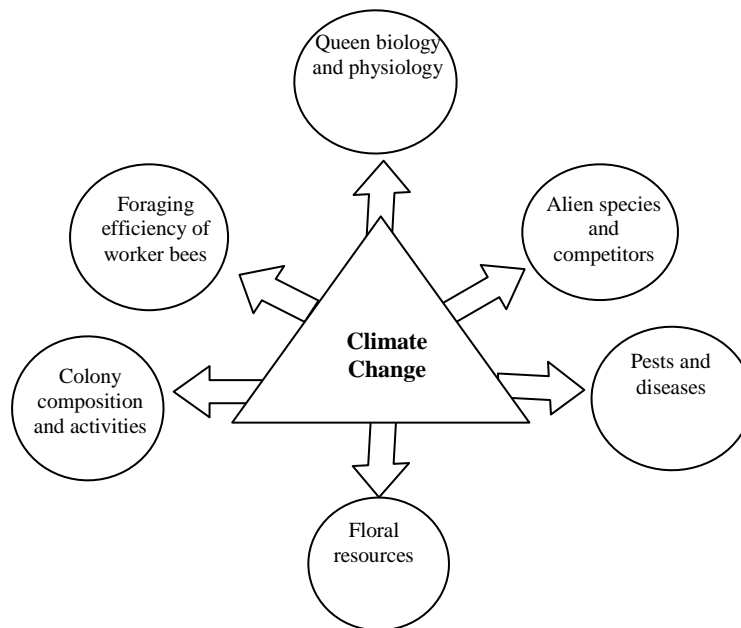 Queen biology
and physiology
Foraging
efficiency of
worker bees
Alien species
and
competitors
Climate
Change
Colony
composition
and activities
Pests and
diseases
Floral
resources